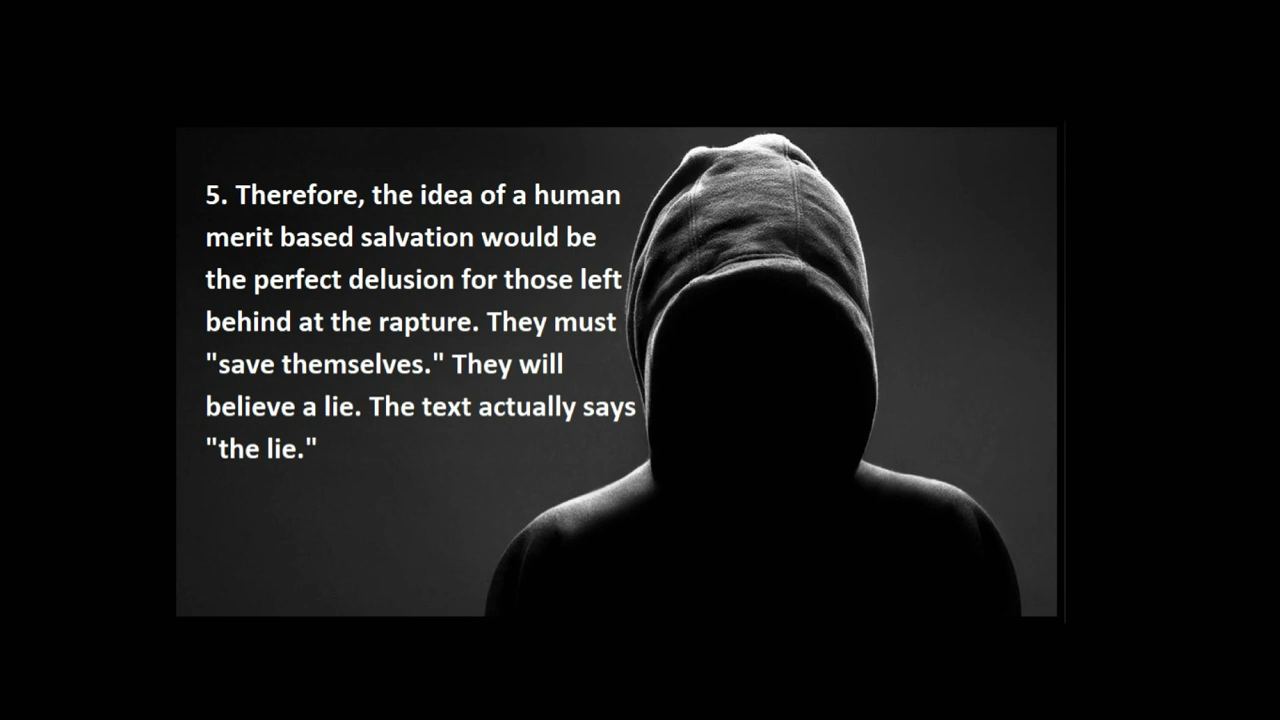 5. Therefore, the idea of a human
merit based salvation would be
the perfect delusion for those left
behind at the rapture. They must
"save themselves." They will
believe a lie. The text actually says
"the lie."